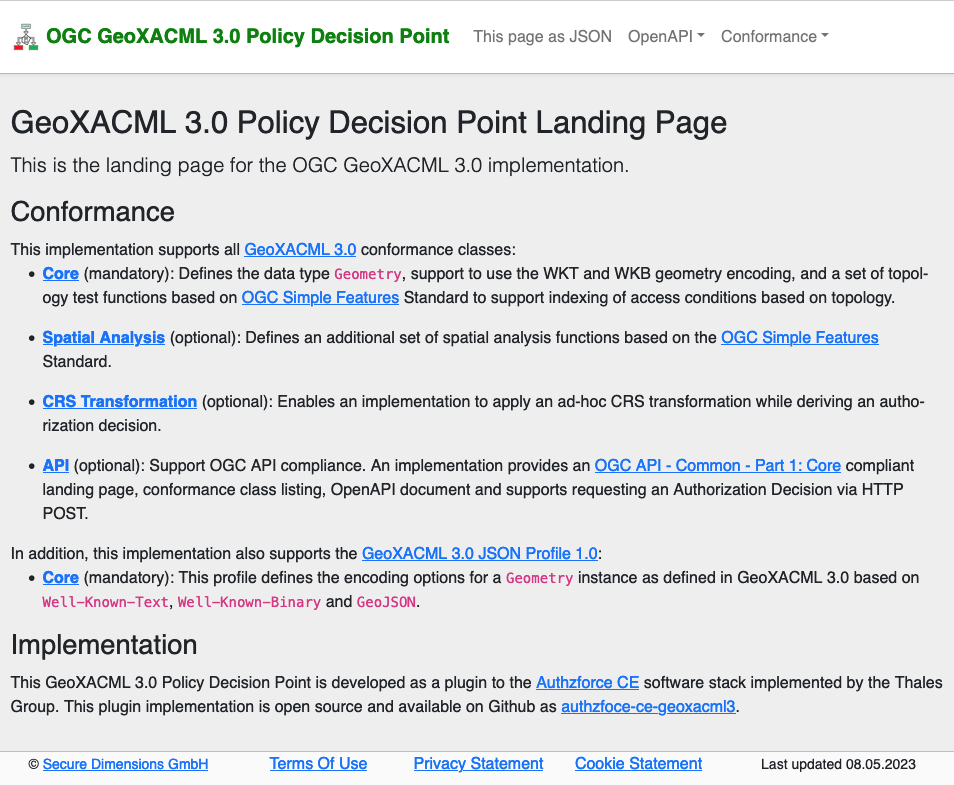 OGC GeoXACML 3.0 Policy Decision Point This page as JSON OpenAPI Conformance
GeoXACML 3.0 Policy Decision Point Landing Page
This is the landing page for the OGC GeoXACML 3.0 implementation.
Conformance
This implementation supports all GeoXACML 3.0 conformance classes:
• Core (mandatory): Defines the data type Geometry, support to use the WKT and WKB geometry encoding, and a set of topol-
ogy test functions based on OGC Simple Features Standard to support indexing of access conditions based on topology.
• Spatial Analysis (optional): Defines an additional set of spatial analysis functions based on the OGC Simple Features
Standard.
• CRS Transformation (optional): Enables an implementation to apply an ad-hoc CRS transformation while deriving an autho-
rization decision.
• API (optional): Support OGC API compliance. An implementation provides an OGC API - Common - Part 1: Core compliant
landing page, conformance class listing, OpenAPI document and supports requesting an Authorization Decision via HTTP
POST.
In addition, this implementation also supports the GeoXACML 3.0 JSON Profile 1.0:
• Core (mandatory): This profile defines the encoding options for a Geometry instance as defined in GeoXACML 3.0 based on
Well-Known-Text, Well-Known-Binary and GeoJSON.
Implementation
This GeoXACML 3.0 Policy Decision Point is developed as a plugin to the Authzforce CE software stack implemented by the Thales
Group. This plugin implementation is open source and available on Github as authzfoce-ce-geoxacml3.
© Secure Dimensions GmbH Terms Of Use Privacy Statement Cookie Statement Last updated 08.05.2023